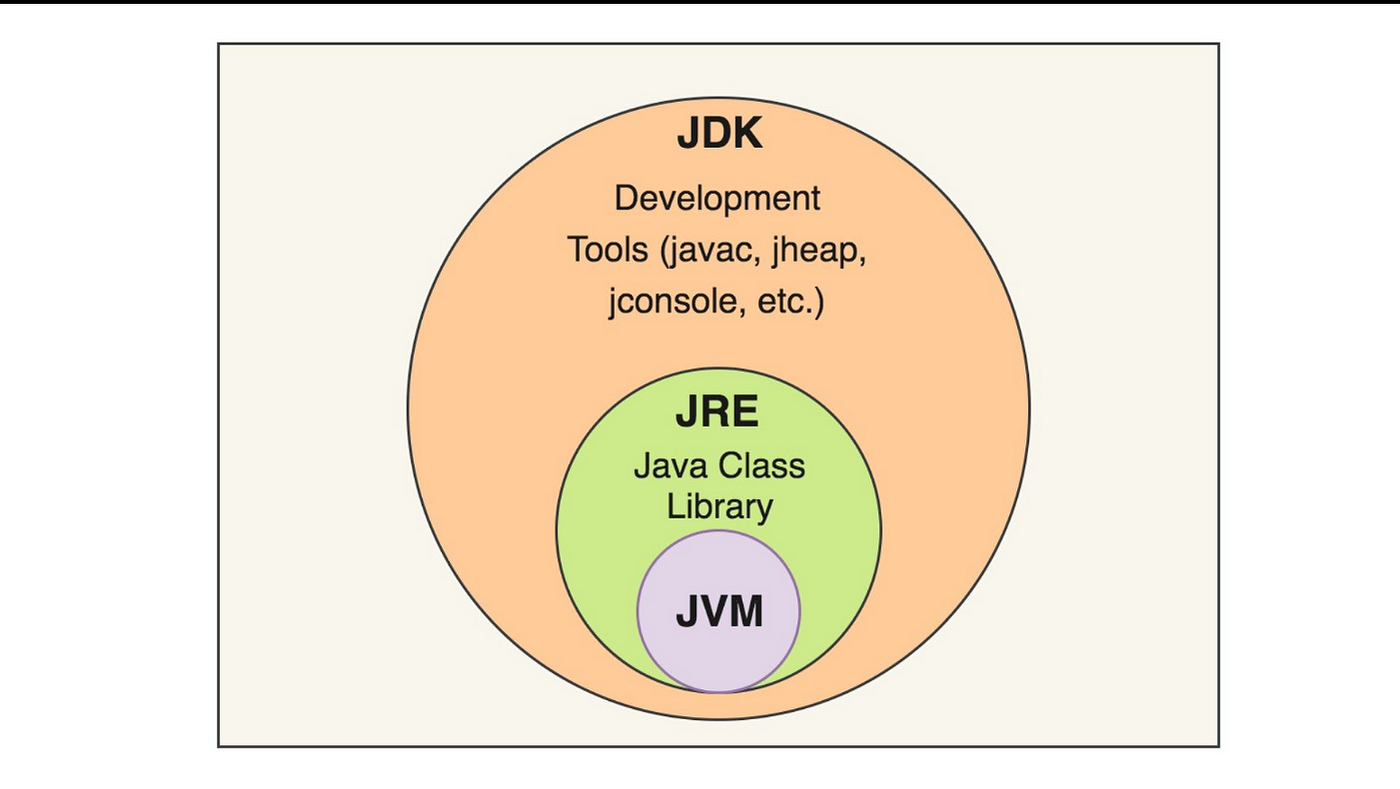 JDK
Development
Tools (javac, jheap,
jconsole, etc.)
JRE
Java Class
Library
JVM